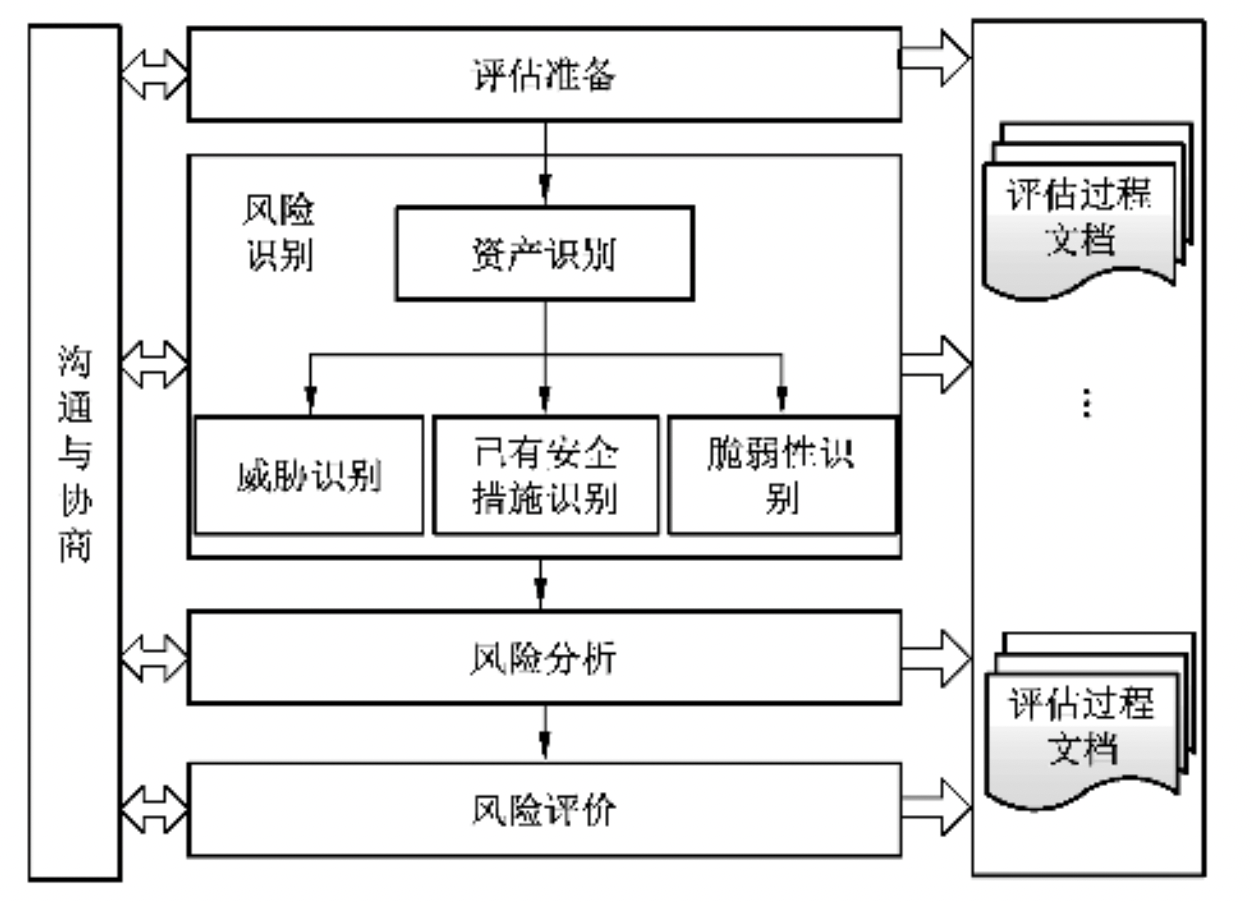 评估准备
风险
识别
资产识别
威胁识别
已有安全
措施识别
脆弱性识
别
风险分析
风险评价
沟
通
与
协
商
评估过程
文档
⋮
评估过程
文档